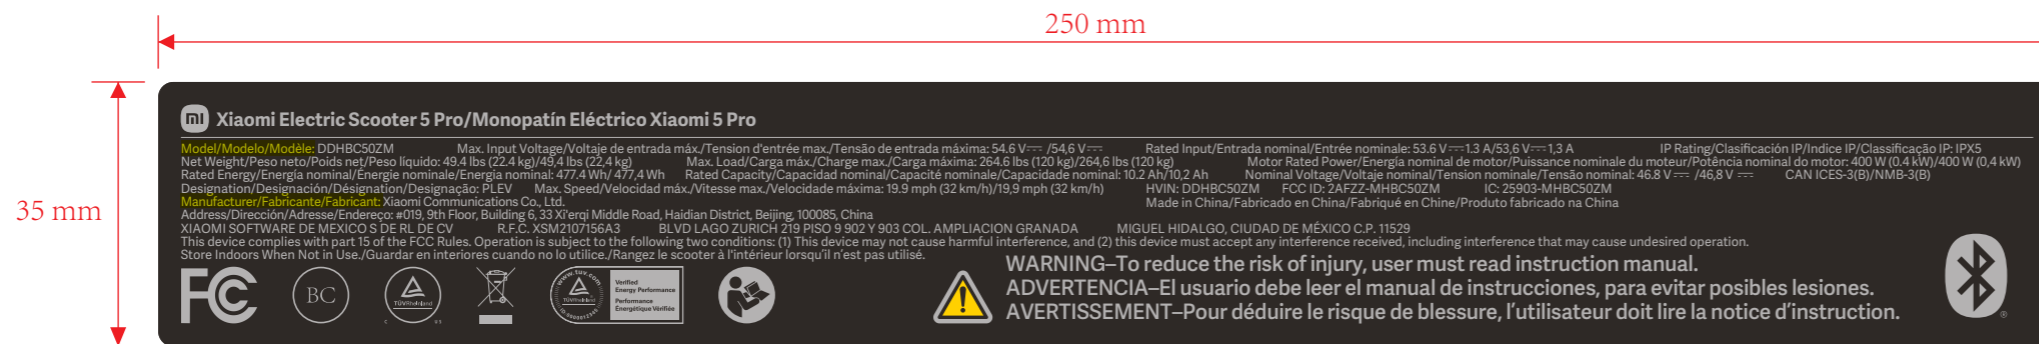 250 mm
35 mm
mi Xiaomi Electric Scooter 5 Pro/Monopatín Eléctrico Xiaomi 5 Pro
Model/Modelo/Modèle: DDHBC50ZM Max. Input Voltage/Voltaje de entrada máx./Tension d'entrée max./Tensão de entrada máxima: 54.6 V⎓ /54,6 V⎓ Rated Input/Entrada nominal/Entrée nominale: 53.6 V⎓1.3 A/53,6 V⎓1,3 A IP Rating/Clasificación IP/Indice IP/Classificação IP: IPX5
Net Weight/Peso neto/Poids net/Peso líquido: 49.4 lbs (22.4 kg)/49,4 lbs (22,4 kg) Max. Load/Carga máx./Charge max./Carga máxima: 264.6 lbs (120 kg)/264,6 lbs (120 kg) Motor Rated Power/Energía nominal de motor/Puissance nominale du moteur/Potência nominal do motor: 400 W (0.4 kW)/400 W (0,4 kW)
Rated Energy/Energía nominal/Énergie nominale/Energia nominal: 477.4 Wh/ 477,4 Wh Rated Capacity/Capacidad nominal/Capacité nominale/Capacidade nominal: 10.2 Ah/10,2 Ah Nominal Voltage/Voltaje nominal/Tension nominale/Tensão nominal: 46.8 V ⎓ /46,8 V ⎓ CAN ICES-3(B)/NMB-3(B)
Designation/Designación/Désignation/Designação: PLEV Max. Speed/Velocidad máx./Vitesse max./Velocidade máxima: 19.9 mph (32 km/h)/19,9 mph (32 km/h) HVIN: DDHBC50ZM FCC ID: 2AFZZ-MHBC50ZM IC: 25903-MHBC50ZM
Manufacturer/Fabricante/Fabricant: Xiaomi Communications Co., Ltd. Made in China/Fabricado en China/Fabriqué en Chine/Produto fabricado na China
Address/Dirección/Adresse/Endereço: #019, 9th Floor, Building 6, 33 Xi'erqi Middle Road, Haidian District, Beijing, 100085, China
XIAOMI SOFTWARE DE MEXICO S DE RL DE CV R.F.C. XSM2107156A3 BLVD LAGO ZURICH 219 PISO 9 902 Y 903 COL. AMPLIACION GRANADA MIGUEL HIDALGO, CIUDAD DE MÉXICO C.P. 11529
This device complies with part 15 of the FCC Rules. Operation is subject to the following two conditions: (1) This device may not cause harmful interference, and (2) this device must accept any interference received, including interference that may cause undesired operation.
Store Indoors When Not in Use./Guardar en interiores cuando no lo utilice./Rangez le scooter à l'intérieur lorsqu'il n'est pas utilisé.
FC
BC
TÜVRheinland
C US
www.tuv.com
TÜVRheinland
Verified
Energy Performance
Performance
Énergétique Vérifiée
WARNING–To reduce the risk of injury, user must read instruction manual.
ADVERTENCIA–El usuario debe leer el manual de instrucciones, para evitar posibles lesiones.
AVERTISSEMENT–Pour déduire le risque de blessure, l'utilisateur doit lire la notice d'instruction.
®